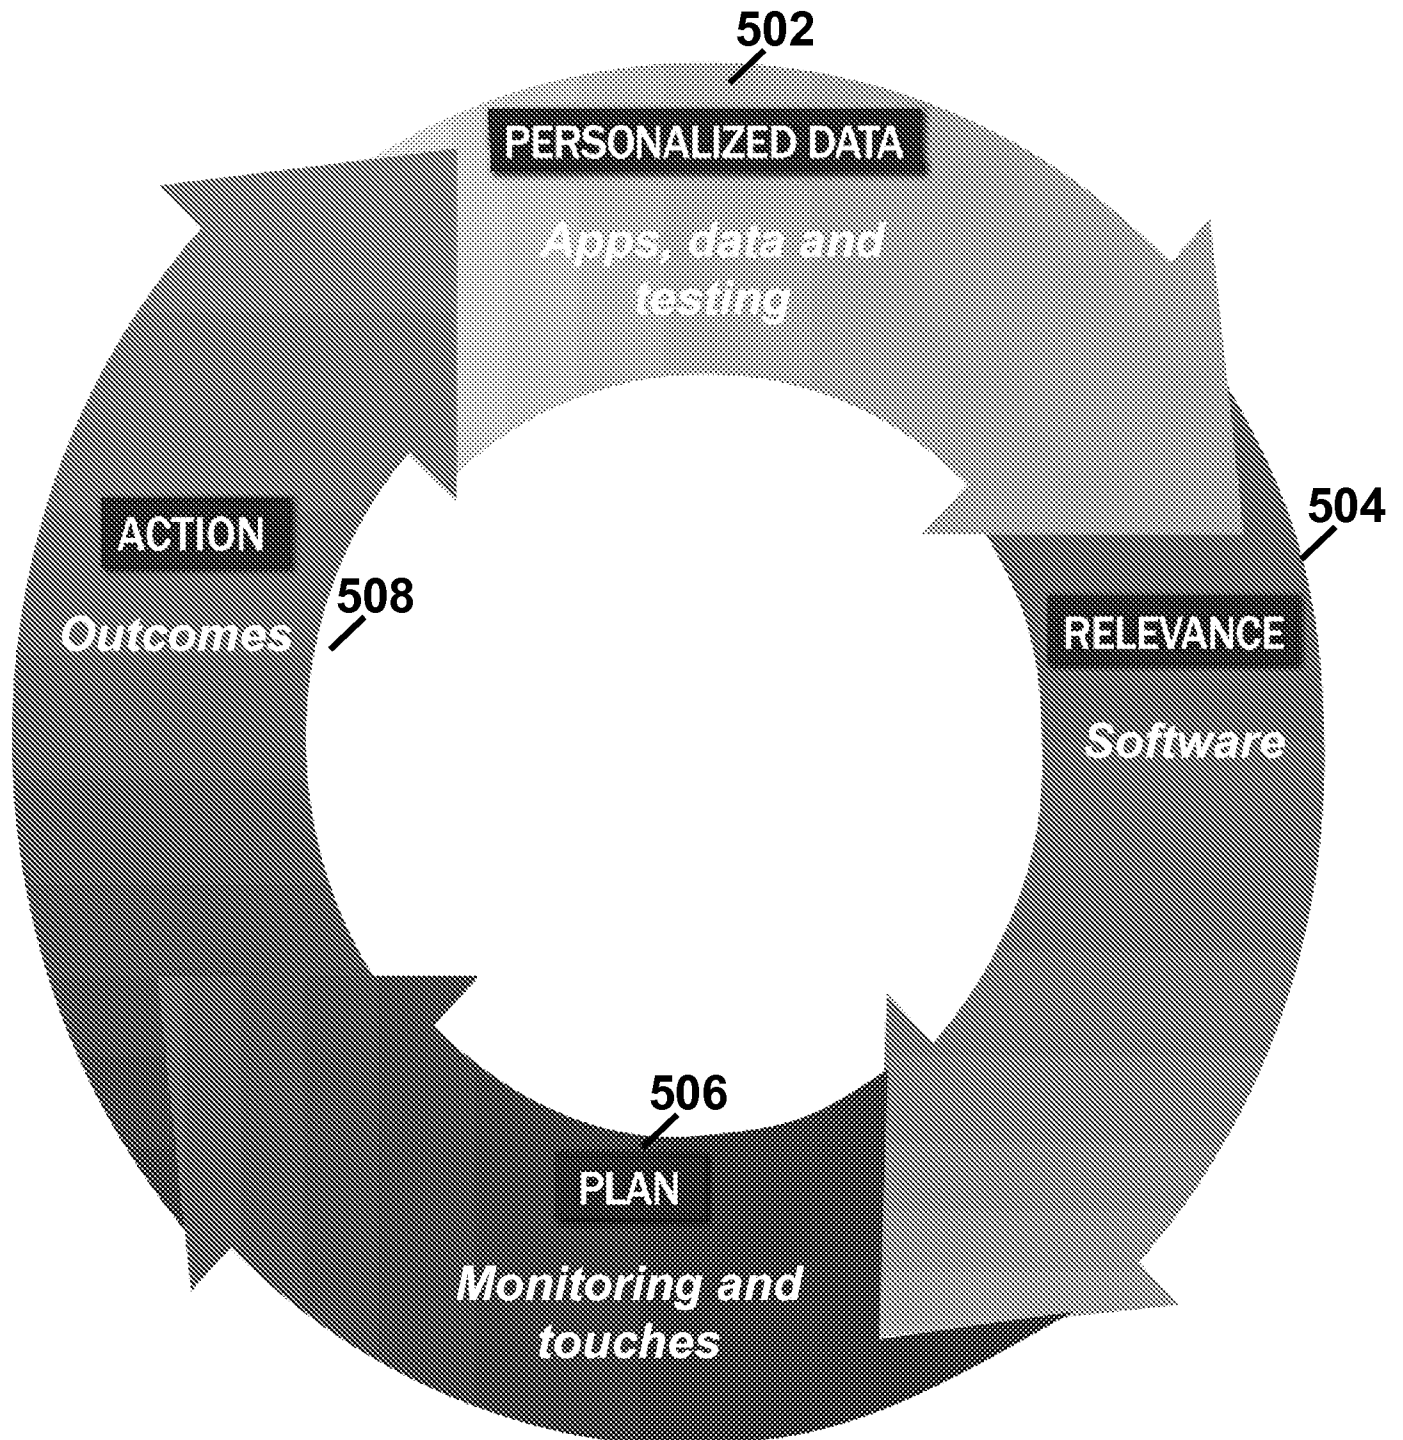 502
PERSONALIZED DATA
Apps, data and
testing
504
RELEVANCE
Software
506
PLAN
Monitoring and
touches
508
ACTION
Outcomes